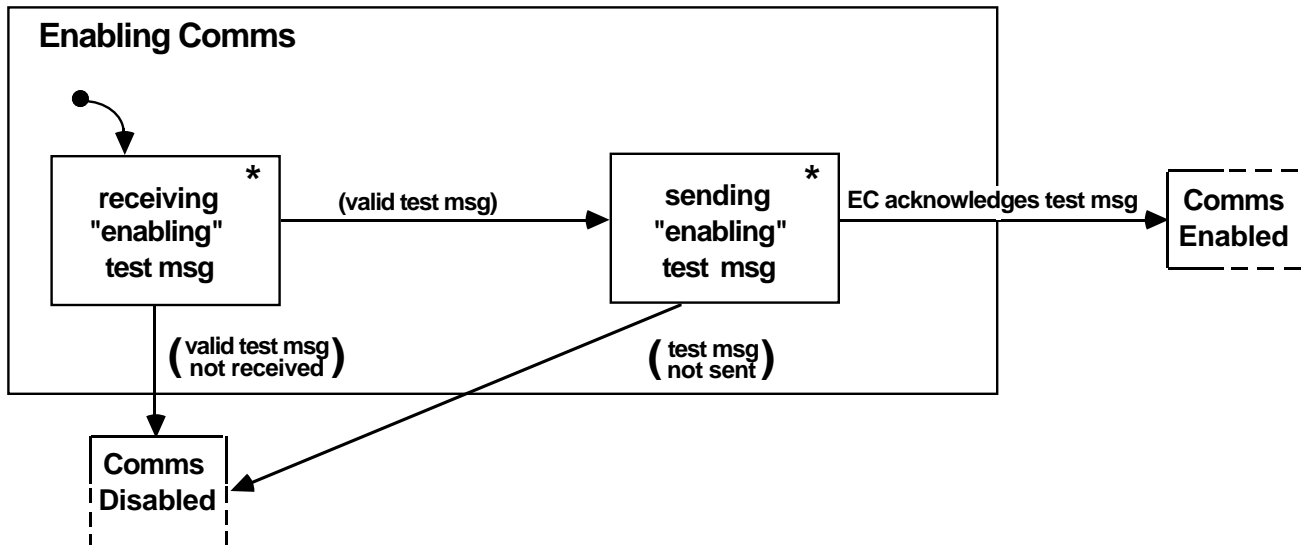 Enabling Comms
*
receiving
"enabling"
test msg
(valid test msg)
*
sending
"enabling"
test msg
EC acknowledges test msg
Comms
Enabled
(valid test msg
not received)
(test msg
not sent)
Comms
Disabled